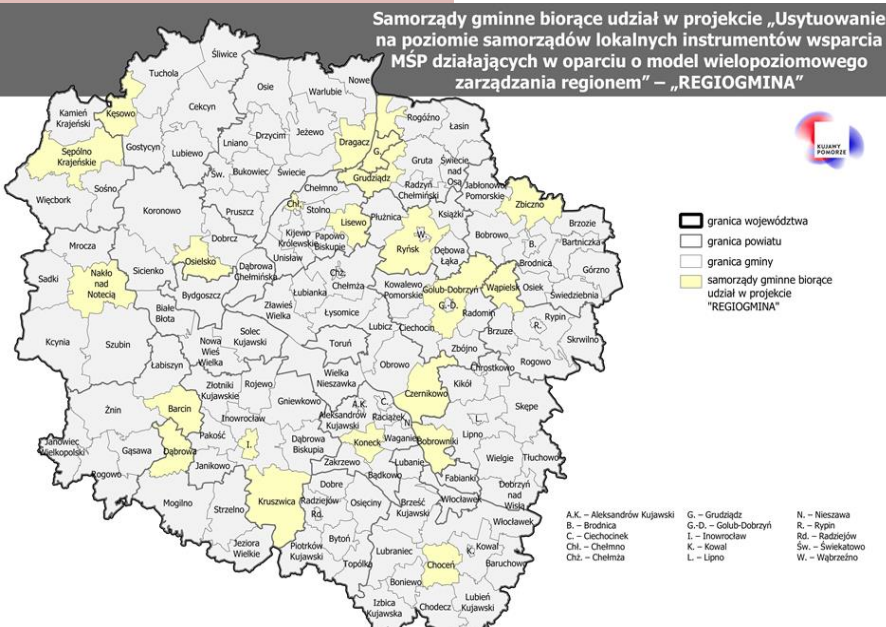 Samorządy gminne biorące udział w projekcie „Usytuowanie
na poziomie samorządów lokalnych instrumentów wsparcia
MŚP działających w oparciu o model wielopoziomowego
zarządzania regionem” – „REGIOGMINA”
KUJAWY
POMORZE
Śliwice
Tuchola
Osie
Nowe
Warlubie
Kamień
Krajeński
Kęsowo
Cekcyn
Rogóźno
Łasin
Sępólno
Krajeńskie
Gostycyn
Lubiewo
Lniano
Drzycim
Jeżewo
Dragacz
G.
Gruta
Świecie
nad
Osą
Św.
Bukowiec
Świecie
Grudziądz
Radzyń
Chełmiński
Jabłonowo
Pomorskie
Zbiczno
Więcbork
Sośno
Koronowo
Pruszcz
Chełmno
Chł.
Stolno
Lisewo
Płużnica
Książki
Bobrowo
Brzozie
Bartniczka
B.
Brodnica
Mrocza
Dobrcz
Kijewo
Królewskie
Papowo
Biskupie
Unisław
W.
Ryńsk
Dębowa
Łąka
Górzno
Sadki
Nakło
nad
Notecią
Sicienko
Osielsko
Dąbrowa
Chełmińska
Chż.
Chełmża
Kowalewo
Pomorskie
Golub-Dobrzyń
Wąpielsk
Osiek
Świedziebnia
Bydgoszcz
Białe
Błota
Zławieś
Wielka
Łubianka
Łysomice
G.-D.
Radomin
Rypin
R.
Lubicz
Ciechocin
Brzuze
Skrwilno
Kcynia
Szubin
Nowa
Wieś
Wielka
Solec
Kujawski
Toruń
Zbójno
Łabiszyn
Wielka
Nieszawka
Obrowo
Chrostkowo
Rogowo
Złotniki
Kujawskie
Rojewo
Czernikowo
Kikół
Żnin
Barcin
Gniewkowo
A.K.
C.
Skępe
Inowrocław
Aleksandrów
Kujawski
Raciążek
N.
L.
Janowiec
Wielkopolski
Gąsawa
Dąbrowa
Pakość
I.
Dąbrowa
Biskupia
Koneck
Waganiec
Bobrowniki
Lipno
Wielgie
Tłuchowo
Rogowo
Janikowo
Zakrzewo
Lubanie
Bądkowo
Fabianki
Dobrzyń
nad
Wisłą
Mogilno
Strzelno
Kruszwica
Dobre
Radziejów
Rd.
Osięciny
Brześć
Kujawski
Włocławek
Włocławek
Jeziora
Wielkie
Piotrków
Kujawski
Bytoń
Topólka
Lubraniec
Choceń
K.
Kowal
Baruchowo
Boniewo
Izbica
Kujawska
Chodecz
Lubień
Kujawski
granica województwa
granica powiatu
granica gminy
samorządy gminne biorące
udział w projekcie
"REGIOGMINA"
A.K. – Aleksandrów Kujawski
B. – Brodnica
C. – Ciechocinek
Chł. – Chełmno
Chż. – Chełmża
G. – Grudziądz
G.-D. – Golub-Dobrzyń
I. – Inowrocław
K. – Kowal
L. – Lipno
N. – Nieszawa
R. – Rypin
Rd. – Radziejów
Św. – Świekatowo
W. – Wąbrzeźno